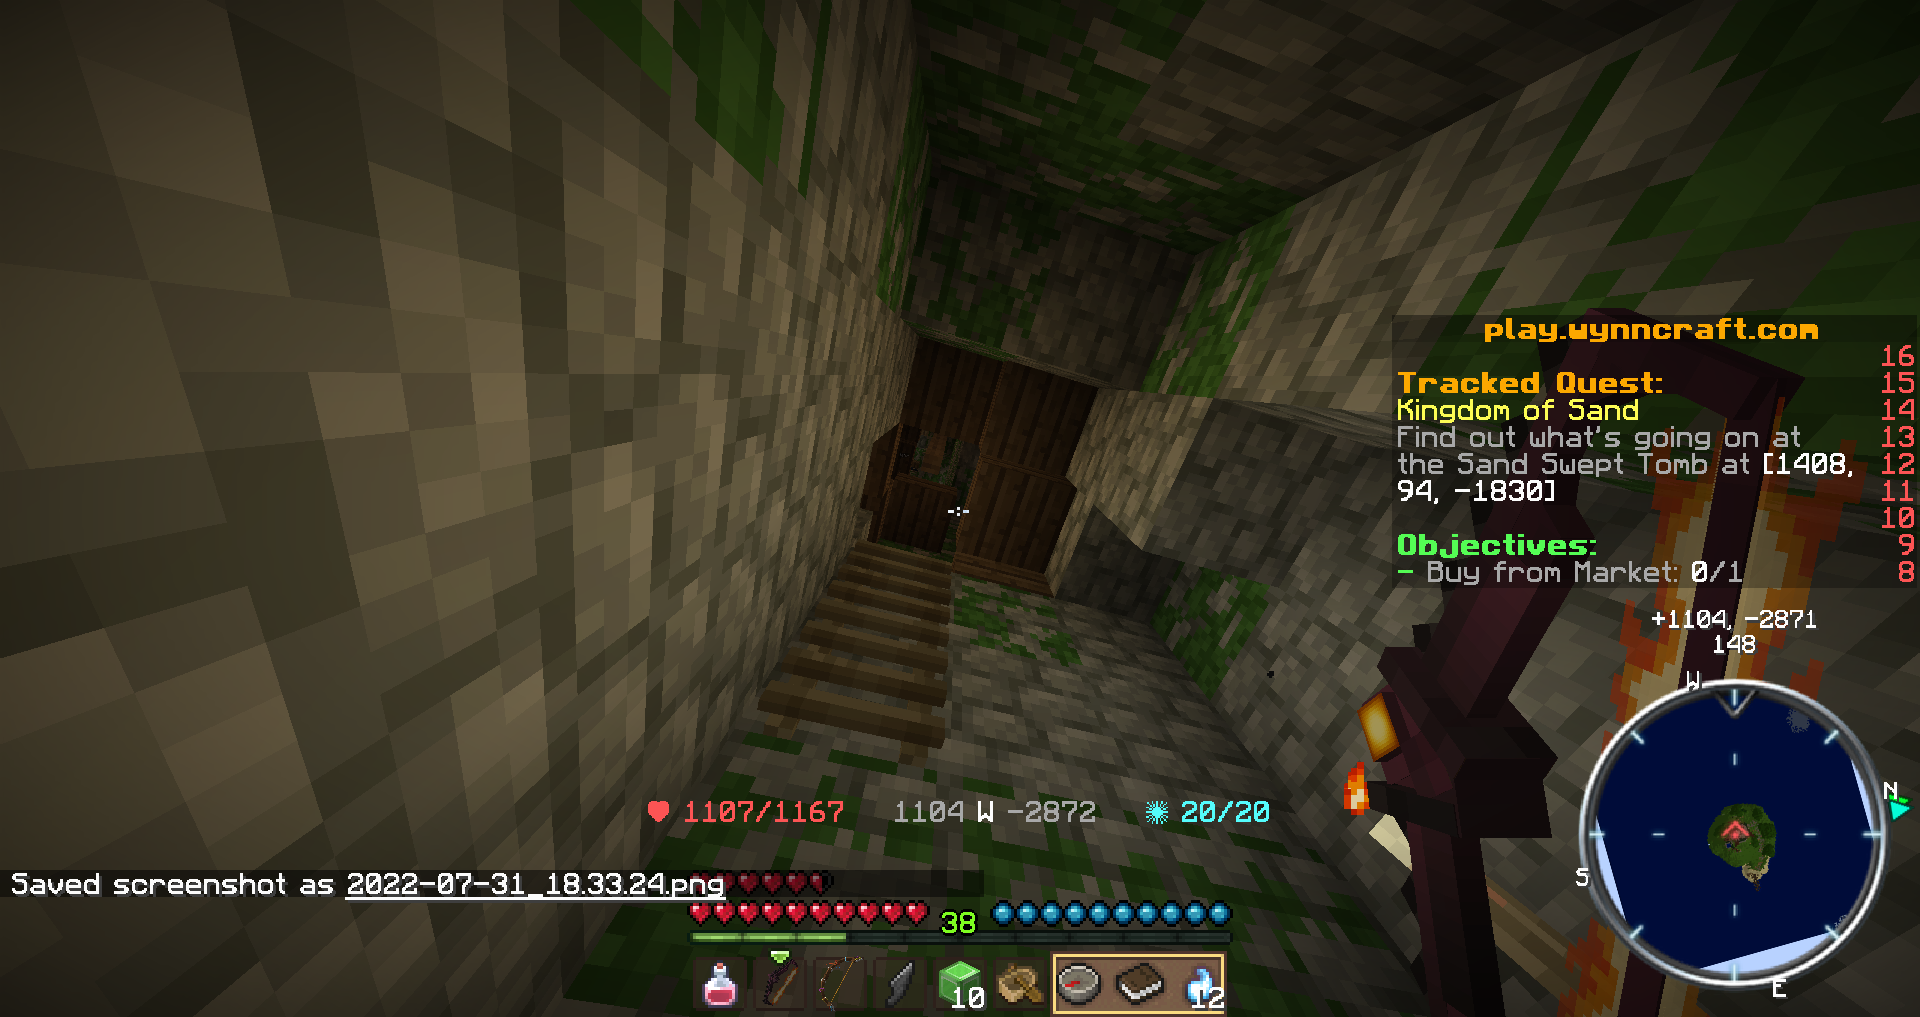 play.wynncraft.com
16
Tracked Quest: 15
Kingdom of Sand 14
Find out what's going on at 13
the Sand Swept Tomb at [1408, 12
94, -1830] 11
10
Objectives: 9
- Buy from Market: 0/1 8
+1104, -2871
148
W
N
S
E
1107/1167 1104 W -2872 20/20
Saved screenshot as 2022-07-31_18.33.24.png
38
10
12